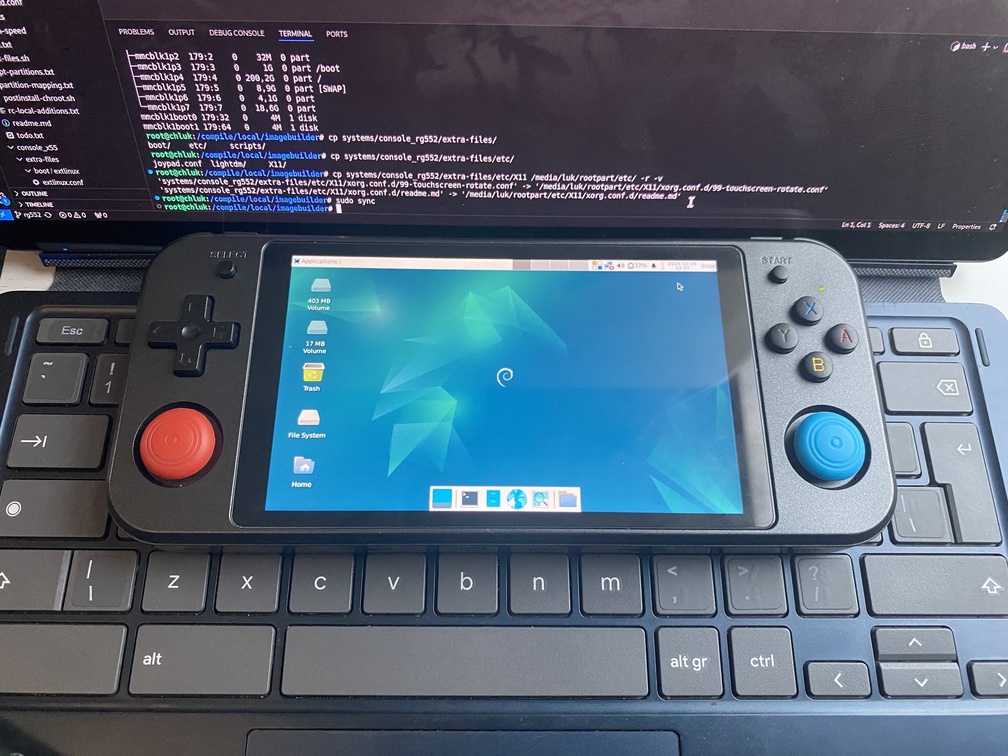 -speed
.txt
-files.sh
pt-partitions.txt
partition-mapping.txt
postinstall-chroot.sh
rc-local-additions.txt
readme.md
todo.txt
console_x55
extra-files
boot / extlinux
extlinux.conf
OUTLINE
TIMELINE
PROBLEMS OUTPUT DEBUG CONSOLE TERMINAL PORTS
bash
mmcblk1p2 179:2 0 32M 0 part
mmcblk1p3 179:3 0 1G 0 part /boot
mmcblk1p4 179:4 0 200,2G 0 part /
mmcblk1p5 179:5 0 8,9G 0 part [SWAP]
mmcblk1p6 179:6 0 4,1G 0 part
mmcblk1p7 179:7 0 18,6G 0 part
mmcblk1boot0 179:32 0 4M 1 disk
mmcblk1boot1 179:64 0 4M 1 disk
root@chluk:/compile/local/imagebuilder# cp systems/console_rg552/extra-files/
boot/ etc/ scripts/
root@chluk:/compile/local/imagebuilder# cp systems/console_rg552/extra-files/etc/
joypad.conf lightdm/ X11/
root@chluk:/compile/local/imagebuilder# cp systems/console_rg552/extra-files/etc/X11 /media/luk/rootpart/etc/ -r -v
'systems/console_rg552/extra-files/etc/X11/xorg.conf.d/99-touchscreen-rotate.conf' -> '/media/luk/rootpart/etc/X11/xorg.conf.d/99-touchscreen-rotate.conf'
'systems/console_rg552/extra-files/etc/X11/xorg.conf.d/readme.md' -> '/media/luk/rootpart/etc/X11/xorg.conf.d/readme.md'
root@chluk:/compile/local/imagebuilder# sudo sync
root@chluk:/compile/local/imagebuilder#
rg552 0 0 0
Ln 1, Col 1 Spaces: 4 UTF-8 LF Properties
SELECT
START
Applications
37%
403 MB
Volume
17 MB
Volume
Trash
File System
Home
X
Y
A
B
Esc
~
!
1
z x c v b n m < , > . ? /
alt
alt gr
ctrl